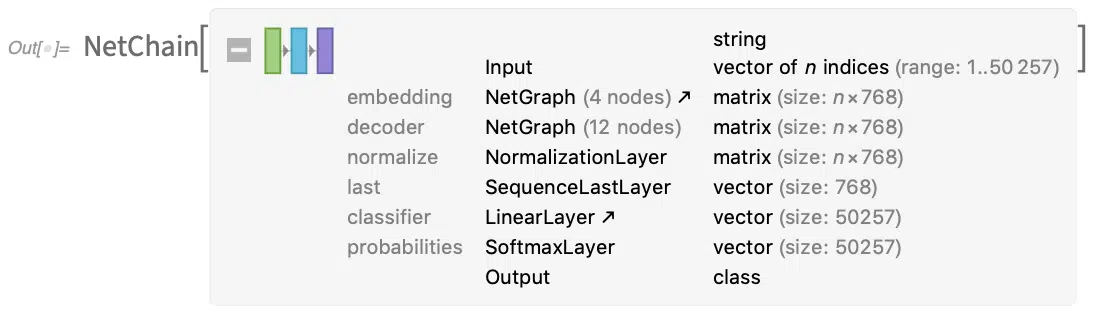 string
Out[•]= NetChain[
Input vector of n indices (range: 1..50 257) ]
embedding NetGraph (4 nodes) ↗ matrix (size: n×768)
decoder NetGraph (12 nodes) matrix (size: n×768)
normalize NormalizationLayer matrix (size: n×768)
last SequenceLastLayer vector (size: 768)
classifier LinearLayer ↗ vector (size: 50257)
probabilities SoftmaxLayer vector (size: 50257)
Output class